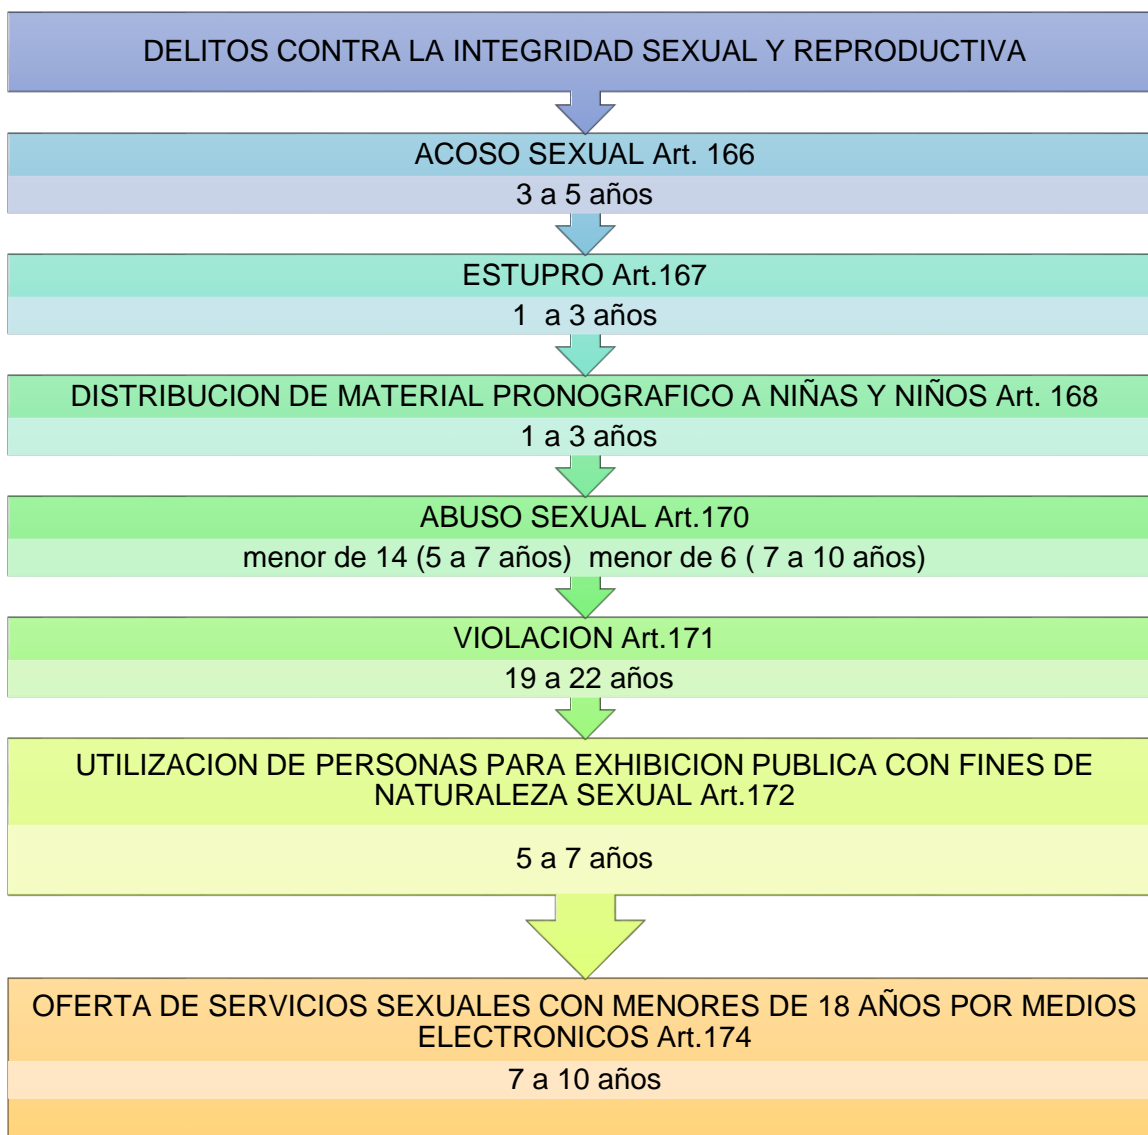 DELITOS CONTRA LA INTEGRIDAD SEXUAL Y REPRODUCTIVA
ACOSO SEXUAL Art. 166
3 a 5 años
ESTUPRO Art.167
1 a 3 años
DISTRIBUCION DE MATERIAL PRONOGRAFICO A NIÑAS Y NIÑOS Art. 168
1 a 3 años
ABUSO SEXUAL Art.170
menor de 14 (5 a 7 años) menor de 6 ( 7 a 10 años)
VIOLACION Art.171
19 a 22 años
UTILIZACION DE PERSONAS PARA EXHIBICION PUBLICA CON FINES DE
NATURALEZA SEXUAL Art.172
5 a 7 años
OFERTA DE SERVICIOS SEXUALES CON MENORES DE 18 AÑOS POR MEDIOS
ELECTRONICOS Art.174
7 a 10 años